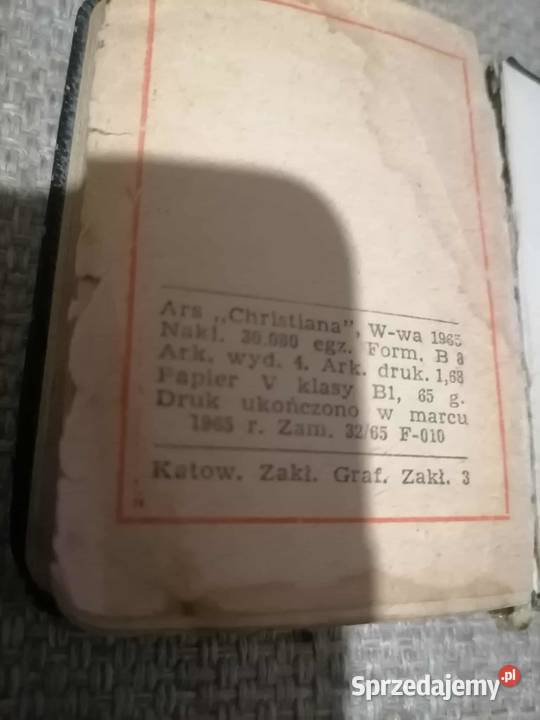 Ars „Christiana", W-wa 1965
Nakł. 30.080 egz. Form. B 8
Ark. wyd. 4. Ark. druk. 1,68
Papier V klasy B1, 65 g.
Druk ukończono w marcu
1965 r. Zam. 32/65 F-010
Katow. Zakł. Graf. Zakł. 3
Sprzedajemy.pl